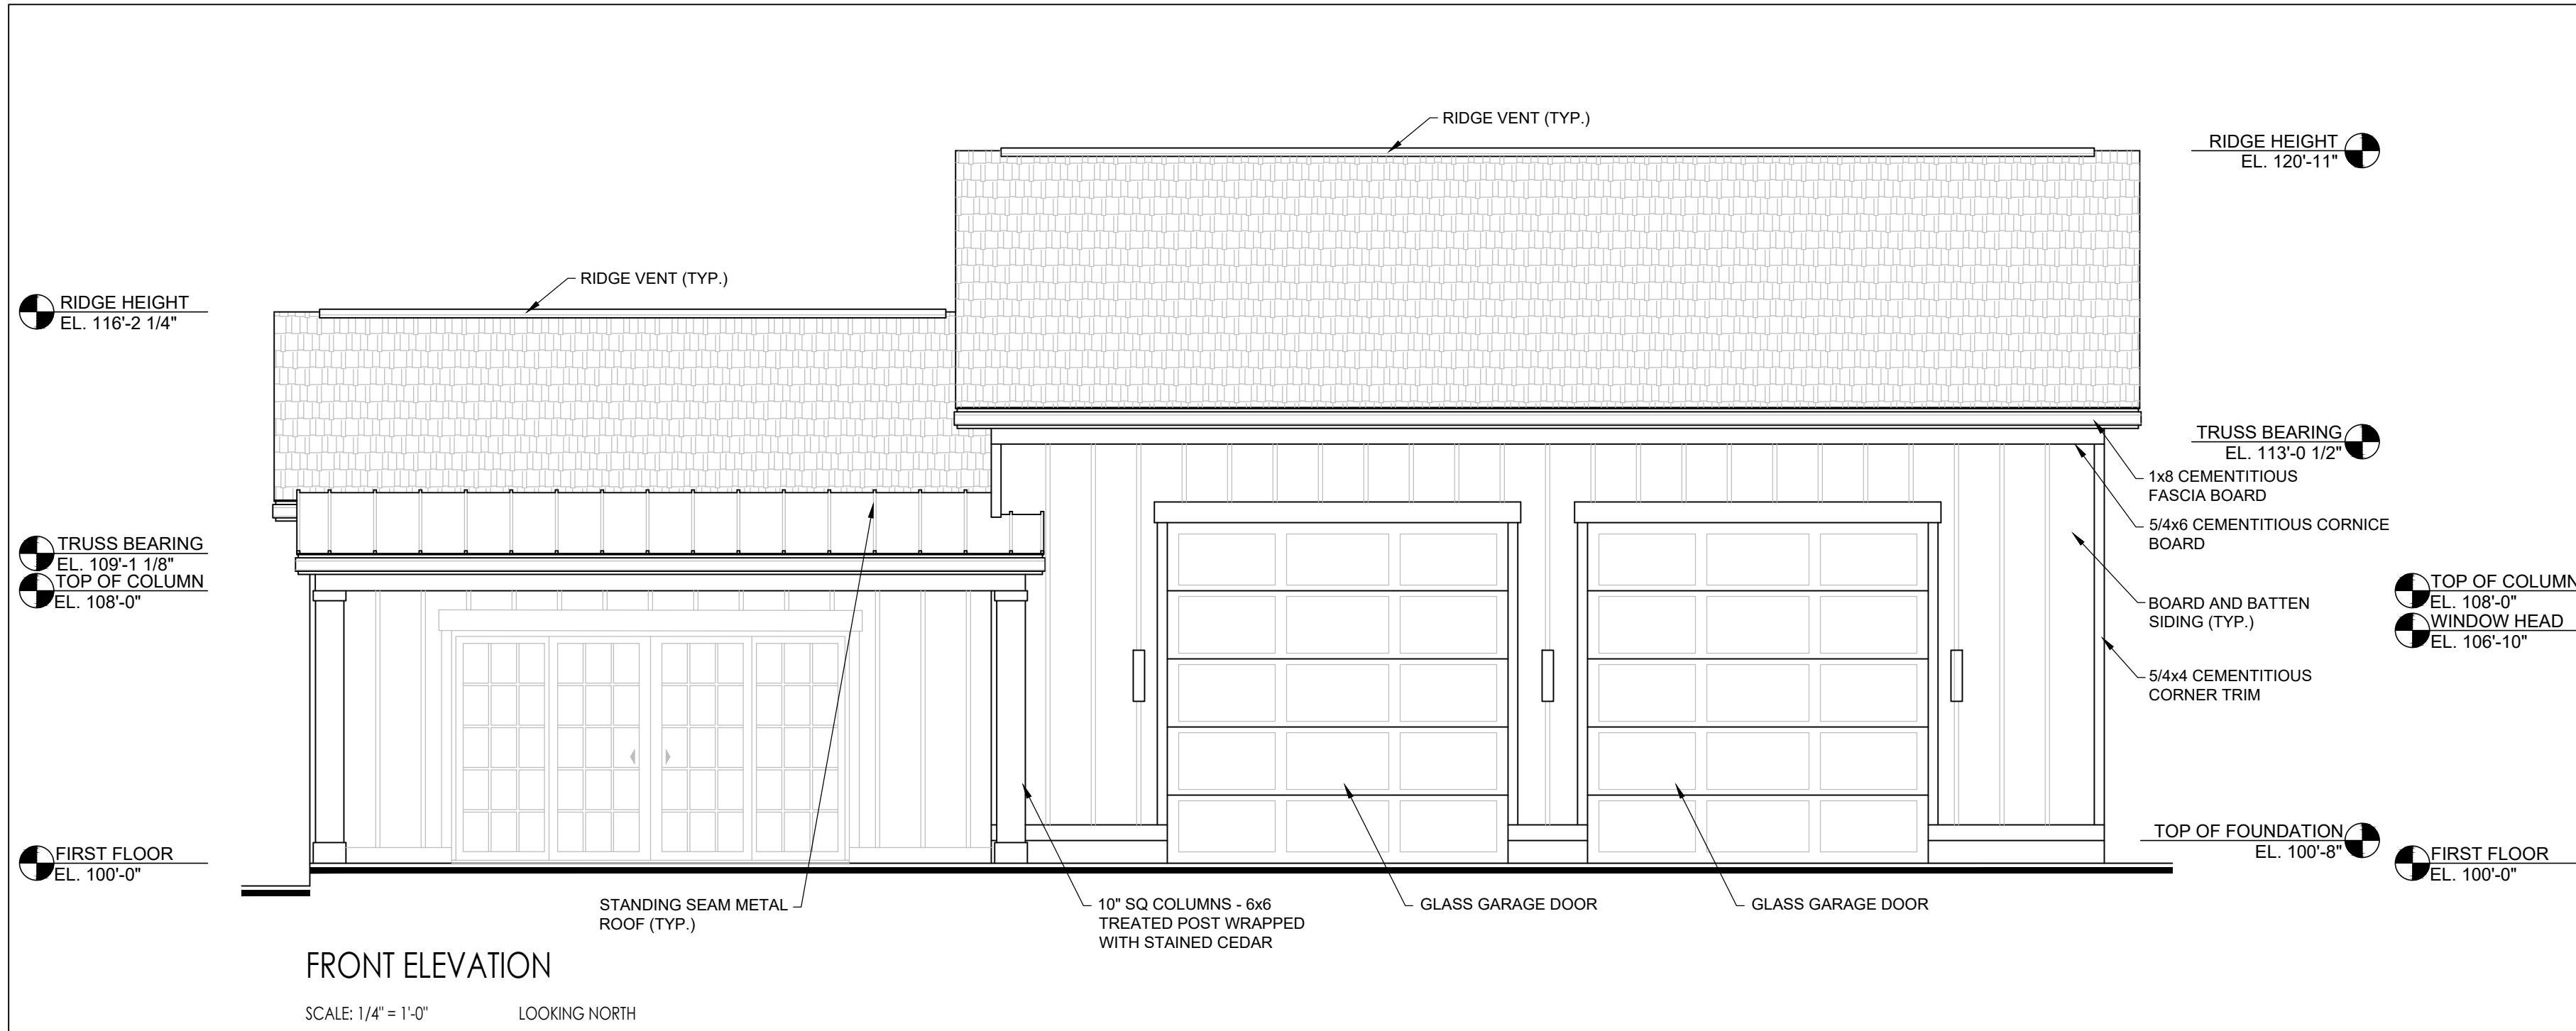 RIDGE VENT (TYP.)
RIDGE HEIGHT
EL. 120'-11"
RIDGE VENT (TYP.)
RIDGE HEIGHT
EL. 116'-2 1/4"
TRUSS BEARING
EL. 113'-0 1/2"
1x8 CEMENTITIOUS
FASCIA BOARD
5/4x6 CEMENTITIOUS CORNICE
BOARD
TRUSS BEARING
EL. 109'-1 1/8"
TOP OF COLUMN
EL. 108'-0"
BOARD AND BATTEN
SIDING (TYP.)
TOP OF COLUMN
EL. 108'-0"
WINDOW HEAD
EL. 106'-10"
5/4x4 CEMENTITIOUS
CORNER TRIM
TOP OF FOUNDATION
EL. 100'-8"
FIRST FLOOR
EL. 100'-0"
FIRST FLOOR
EL. 100'-0"
STANDING SEAM METAL
ROOF (TYP.)
10" SQ COLUMNS - 6x6
TREATED POST WRAPPED
WITH STAINED CEDAR
GLASS GARAGE DOOR
GLASS GARAGE DOOR
FRONT ELEVATION
SCALE: 1/4" = 1'-0"
LOOKING NORTH